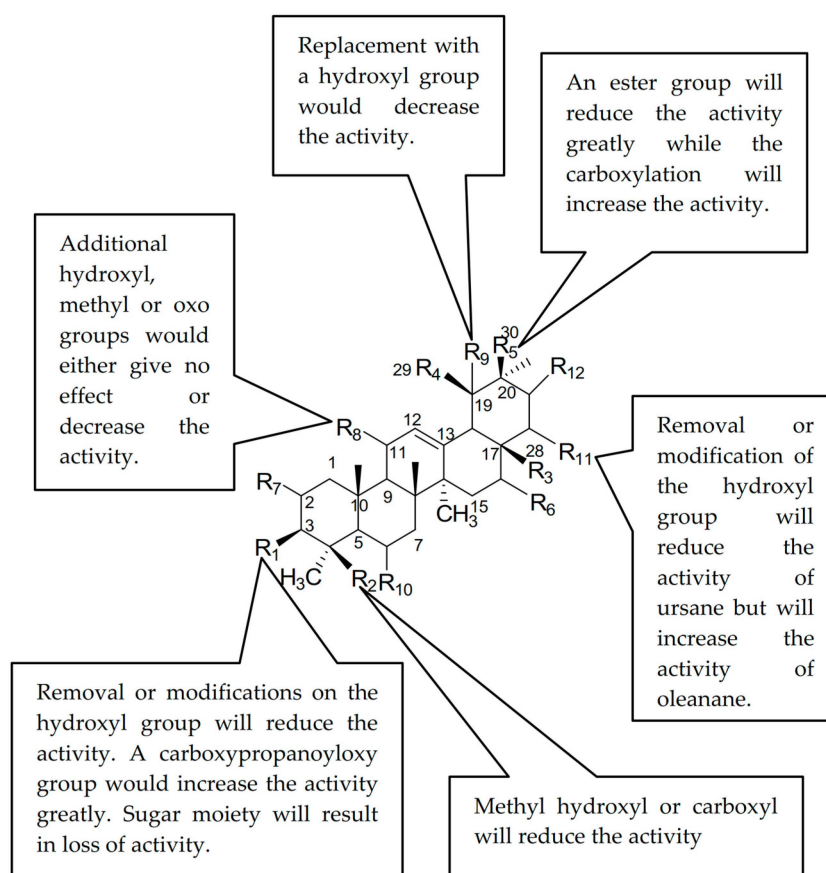 Replacement with
a hydroxyl group
would decrease
the activity.
An ester group will
reduce the activity
greatly while the
carboxylation will
increase the activity.
Additional
hydroxyl,
methyl or oxo
groups would
either give no
effect or
decrease the
activity.
30
R9 R5
29 R4 R12
20
19
R8 12 13
11 17 28 R3 R11
1
R7 R6
2 10 9 CH3 15
3 5 7
R1
H3C R2 R10
Removal or
modification of
the hydroxyl
group will
reduce the
activity of
ursane but will
increase the
activity of
oleanane.
Removal or modifications on the
hydroxyl group will reduce the
activity. A carboxypropanoyloxy
group would increase the activity
greatly. Sugar moiety will result
in loss of activity.
Methyl hydroxyl or carboxyl
will reduce the activity